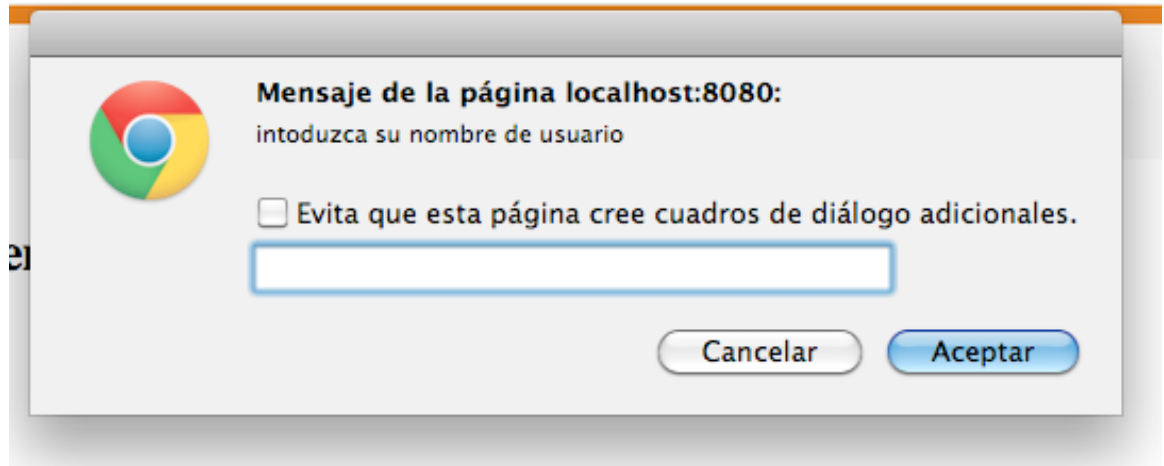 Mensaje de la página localhost:8080:
intoduzca su nombre de usuario
Evita que esta página cree cuadros de diálogo adicionales.
Cancelar
Aceptar